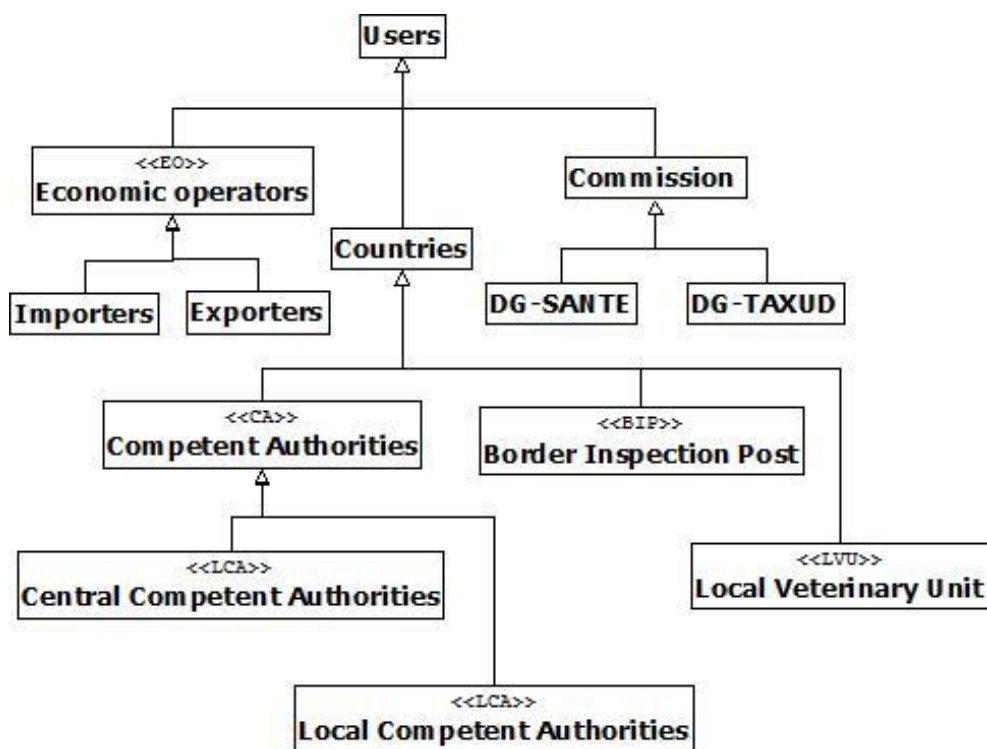 Users
<<EO>>
Economic operators
Commission
Countries
Importers
Exporters
DG-SANTE
DG-TAXUD
<<CA>>
Competent Authorities
<<BIP>>
Border Inspection Post
<<LCA>>
Central Competent Authorities
<<LVU>>
Local Veterinary Unit
<<LCA>>
Local Competent Authorities